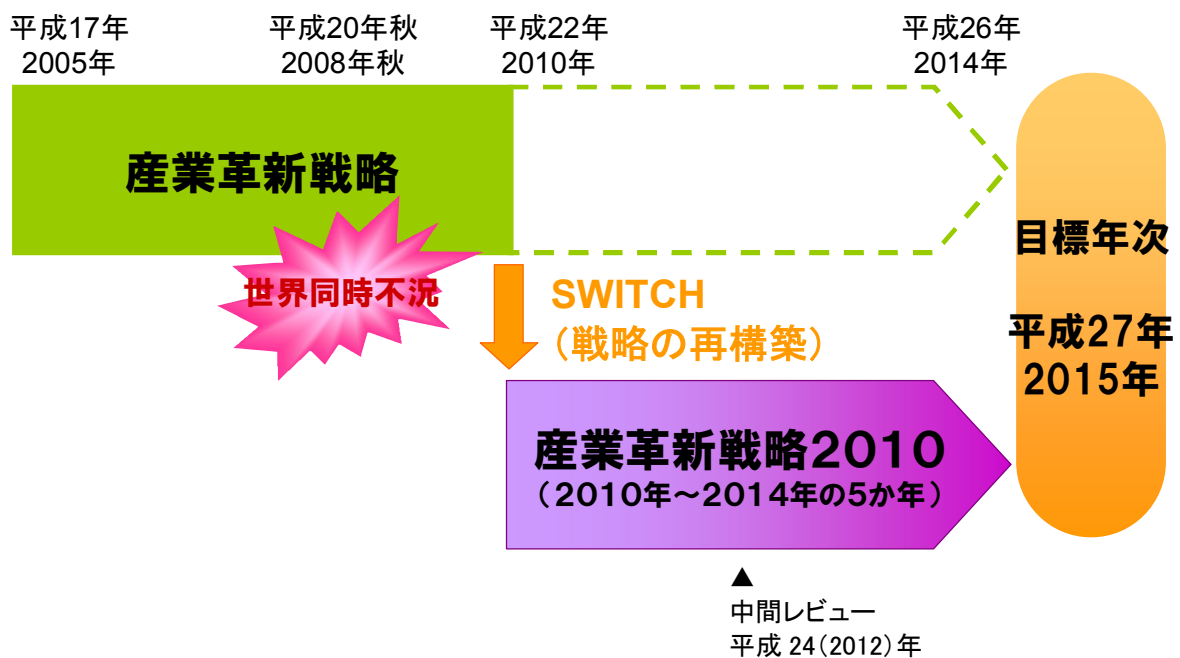 平成17年
2005年
平成20年秋
2008年秋
平成22年
2010年
平成26年
2014年
産業革新戦略
世界同時不況
SWITCH
（戦略の再構築）
目標年次
平成27年
2015年
産業革新戦略2010
（2010年～2014年の5か年）
▲
中間レビュー
平成 24（2012）年